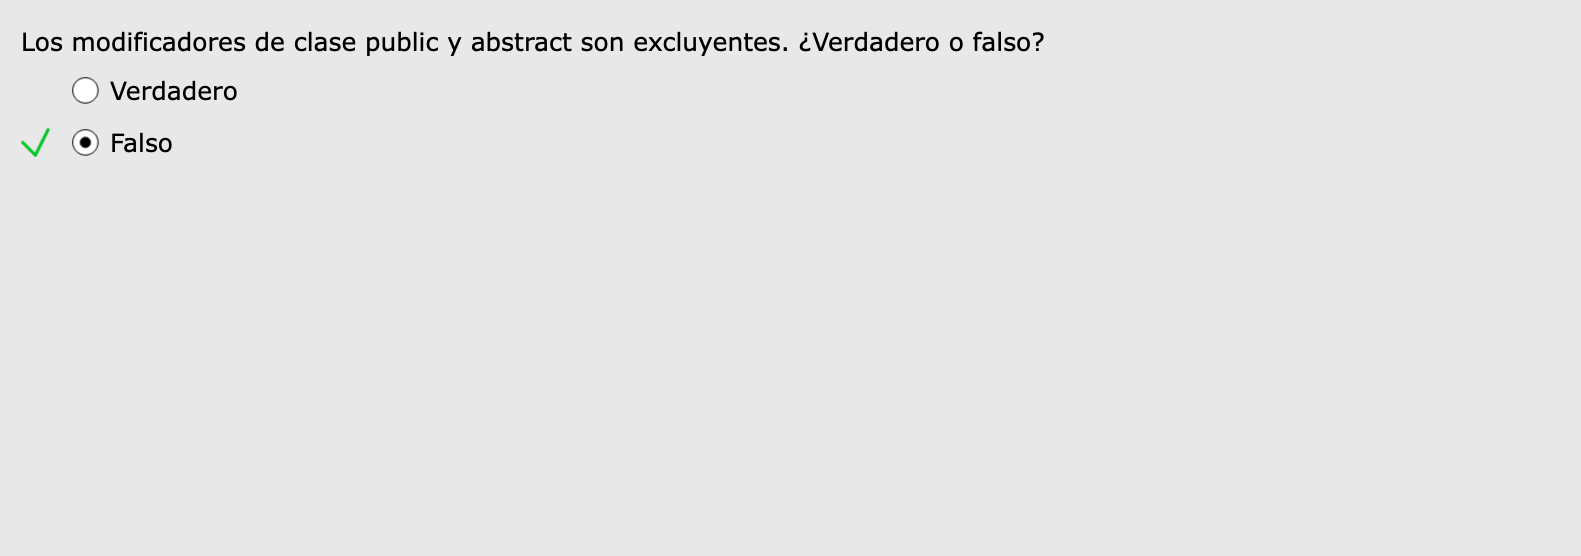 Los modificadores de clase public y abstract son excluyentes. ¿Verdadero o falso?
Verdadero
Falso